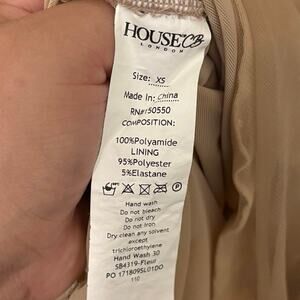 HOUSE OF CB
LONDON
Size: XS
Made In: China
RN#150550
COMPOSITION:
100%Polyamide
LINING
95%Polyester
5%Elastane
Hand wash
Do not bleach
Do not dry
Do not iron
Dry clean any solvent
except
trichloroethylene
Hand Wash 30
SB4319-Fleur
PO 1718095L01DO
110